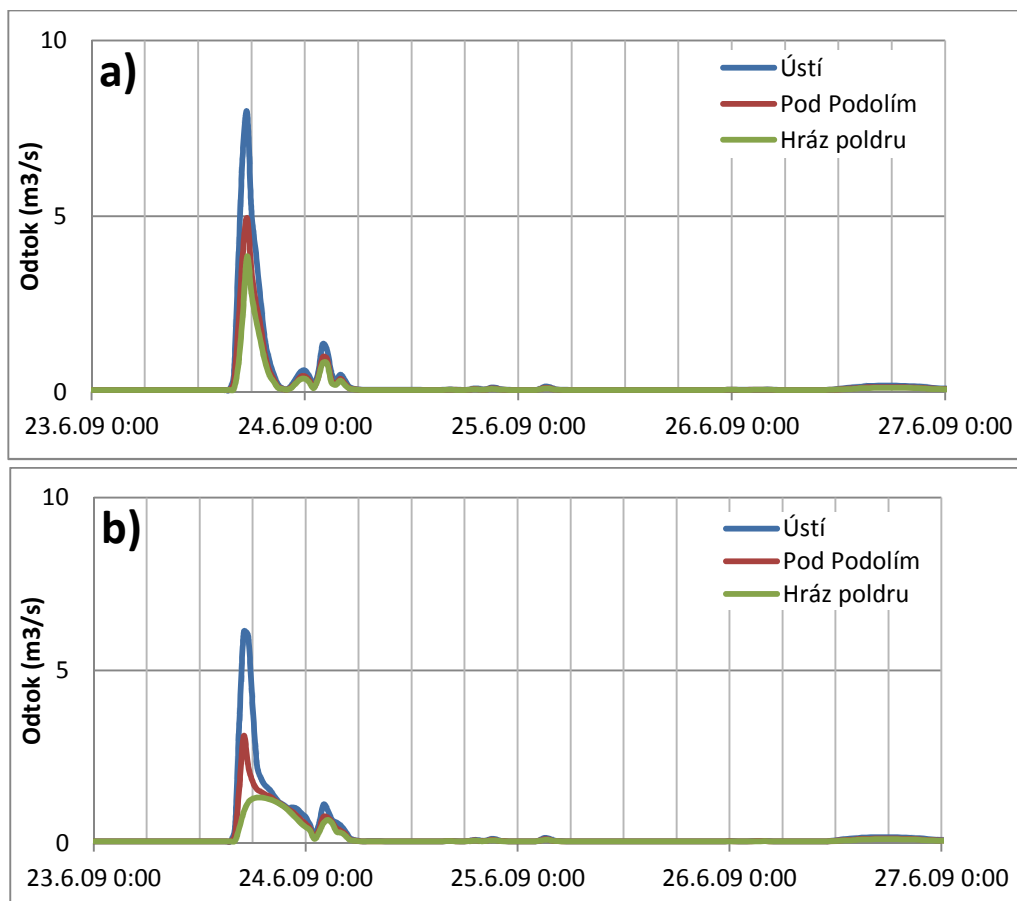 a)
10
5
0
Odtok (m3/s)
Ústí
Pod Podolím
Hráz poldru
23.6.09 0:00 24.6.09 0:00 25.6.09 0:00 26.6.09 0:00 27.6.09 0:00
b)
10
5
0
Odtok (m3/s)
Ústí
Pod Podolím
Hráz poldru
23.6.09 0:00 24.6.09 0:00 25.6.09 0:00 26.6.09 0:00 27.6.09 0:00